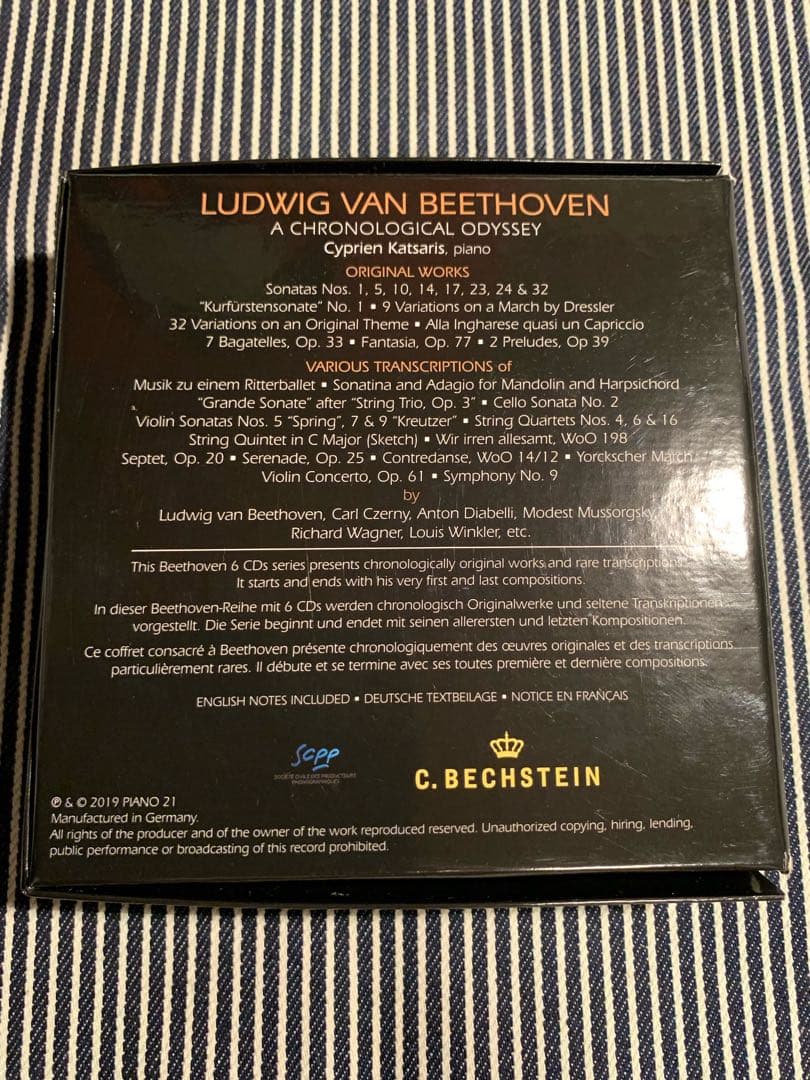 LUDWIG VAN BEETHOVEN
A CHRONOLOGICAL ODYSSEY
Cyprien Katsaris, piano
ORIGINAL WORKS
Sonatas Nos. 1, 5, 10, 14, 17, 23, 24 & 32
"Kurfürstensonate" No. 1 ▪ 9 Variations on a March by Dressler
32 Variations on an Original Theme ▪ Alla Ingharese quasi un Capriccio
7 Bagatelles, Op. 33 ▪ Fantasia, Op. 77 ▪ 2 Preludes, Op 39
VARIOUS TRANSCRIPTIONS of
Musik zu einem Ritterballet ▪ Sonatina and Adagio for Mandolin and Harpsichord
"Grande Sonate" after "String Trio, Op. 3" ▪ Cello Sonata No. 2
Violin Sonatas Nos. 5 "Spring", 7 & 9 "Kreutzer" ▪ String Quartets Nos. 4, 6 & 16
String Quintet in C Major (Sketch) ▪ Wir irren allesamt, WoO 198
Septet, Op. 20 ▪ Serenade, Op. 25 ▪ Contredanse, WoO 14/12 ▪ Yorckscher March
Violin Concerto, Op. 61 ▪ Symphony No. 9
by
Ludwig van Beethoven, Carl Czerny, Anton Diabelli, Modest Mussorgsky,
Richard Wagner, Louis Winkler, etc.
This Beethoven 6 CDs series presents chronologically original works and rare transcriptions.
It starts and ends with his very first and last compositions.
In dieser Beethoven-Reihe mit 6 CDs werden chronologisch Originalwerke und seltene Transkriptionen
vorgestellt. Die Serie beginnt und endet mit seinen allerersten und letzten Kompositionen.
Ce coffret consacré à Beethoven présente chronologiquement des œuvres originales et des transcriptions
particulièrement rares. Il débute et se termine avec ses toutes première et dernière compositions.
ENGLISH NOTES INCLUDED ▪ DEUTSCHE TEXTBEILAGE ▪ NOTICE EN FRANÇAIS
scpp
SOCIÉTÉ CIVILE DES PRODUCTEURS
PHONOGRAPHIQUES
C. BECHSTEIN
℗ & © 2019 PIANO 21
Manufactured in Germany.
All rights of the producer and of the owner of the work reproduced reserved. Unauthorized copying, hiring, lending,
public performance or broadcasting of this record prohibited.